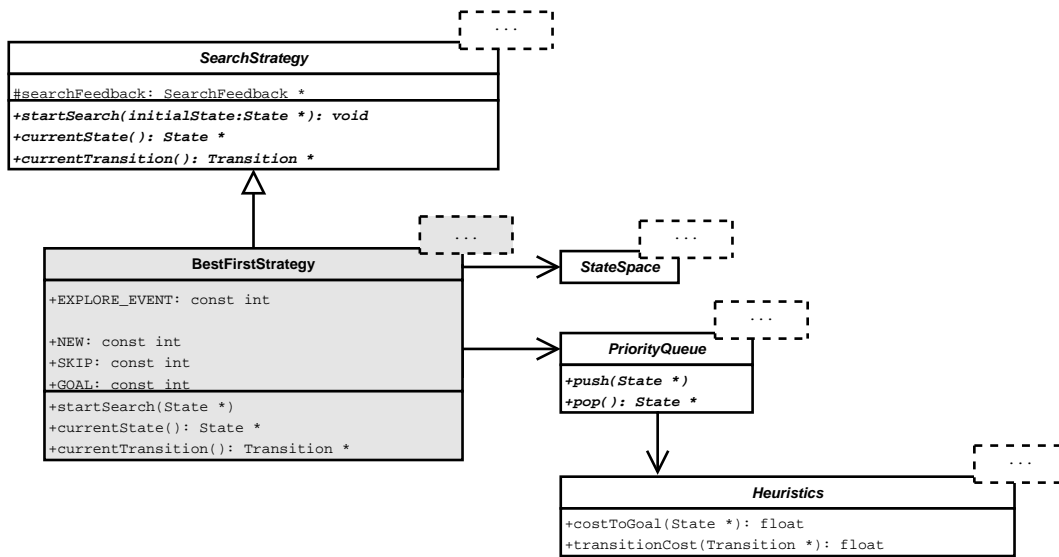 ...
SearchStrategy
#searchFeedback: SearchFeedback *
+startSearch(initialState:State *): void
+currentState(): State *
+currentTransition(): Transition *
...
BestFirstStrategy
+EXPLORE_EVENT: const int
+NEW: const int
+SKIP: const int
+GOAL: const int
+startSearch(State *)
+currentState(): State *
+currentTransition(): Transition *
...
StateSpace
...
PriorityQueue
+push(State *)
+pop(): State *
...
Heuristics
+costToGoal(State *): float
+transitionCost(Transition *): float